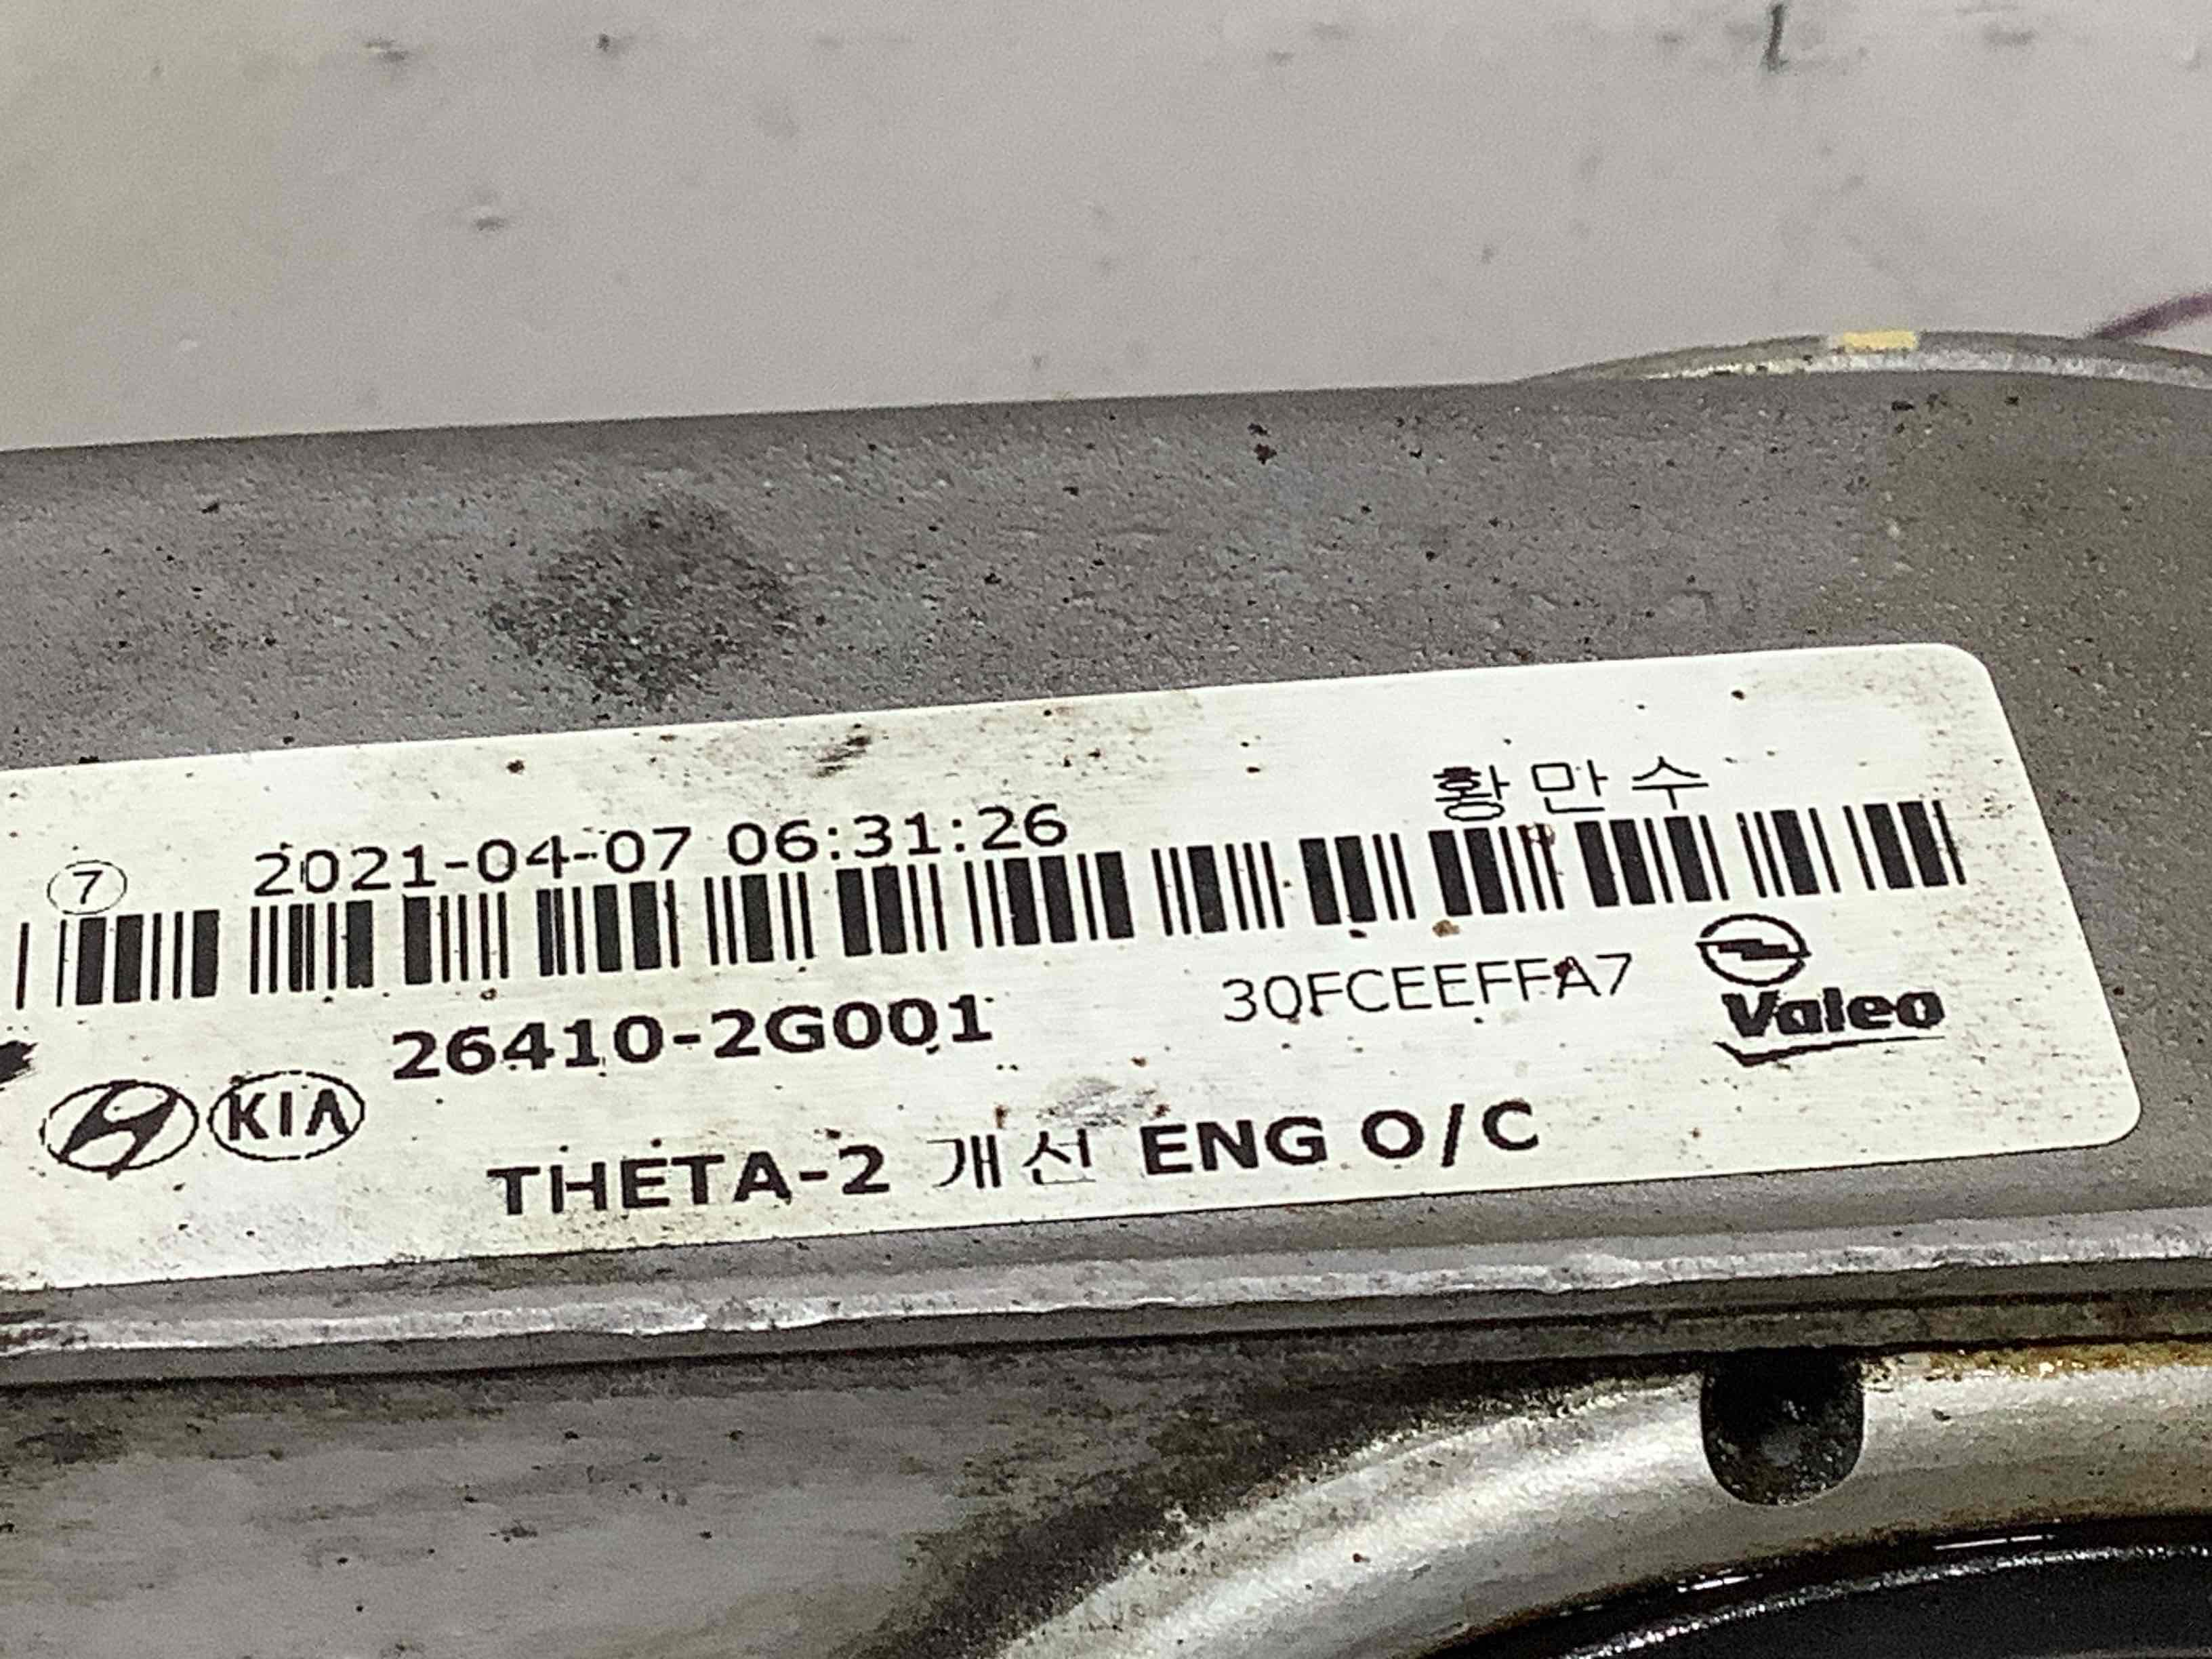 황만수
⑦ 2021-04-07 06:31:26
26410-2G001 30FCEEFFA7 Valeo
KIA
THETA-2 개선 ENG O/C